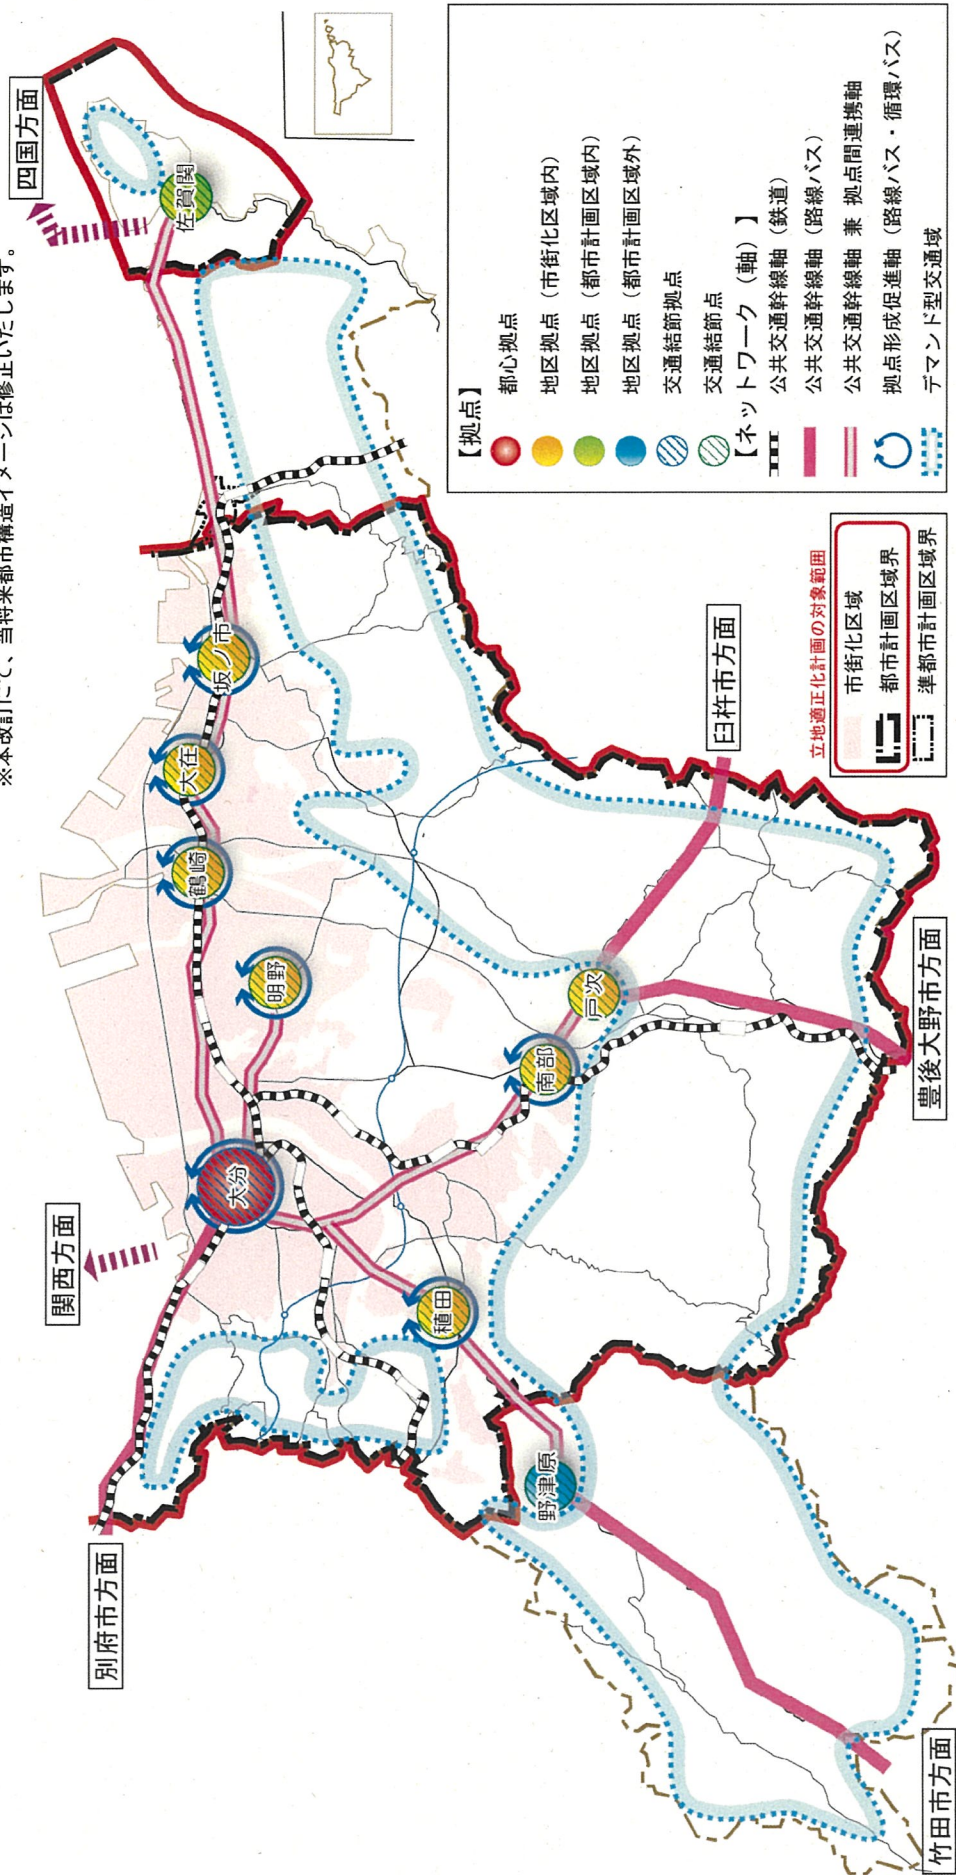 ※本改訂にて、当将来都市構造イメージは修正いたします。
四国方面
関西方面
別府市方面
佐賀関
坂ノ市
大在
鶴崎
明野
大分
稙田
南部
戸次
野津原
臼杵市方面
豊後大野市方面
竹田市方面
【拠点】
都心拠点
地区拠点（市街化区域内）
地区拠点（都市計画区域内）
地区拠点（都市計画区域外）
交通結節拠点
交通結節点
【ネットワーク（軸）】
公共交通幹線軸（鉄道）
公共交通幹線軸（路線バス）
公共交通幹線軸 兼 拠点間連携軸
拠点形成促進軸（路線バス・循環バス）
デマンド型交通域
立地適正化計画の対象範囲
市街化区域
都市計画区域界
準都市計画区域界